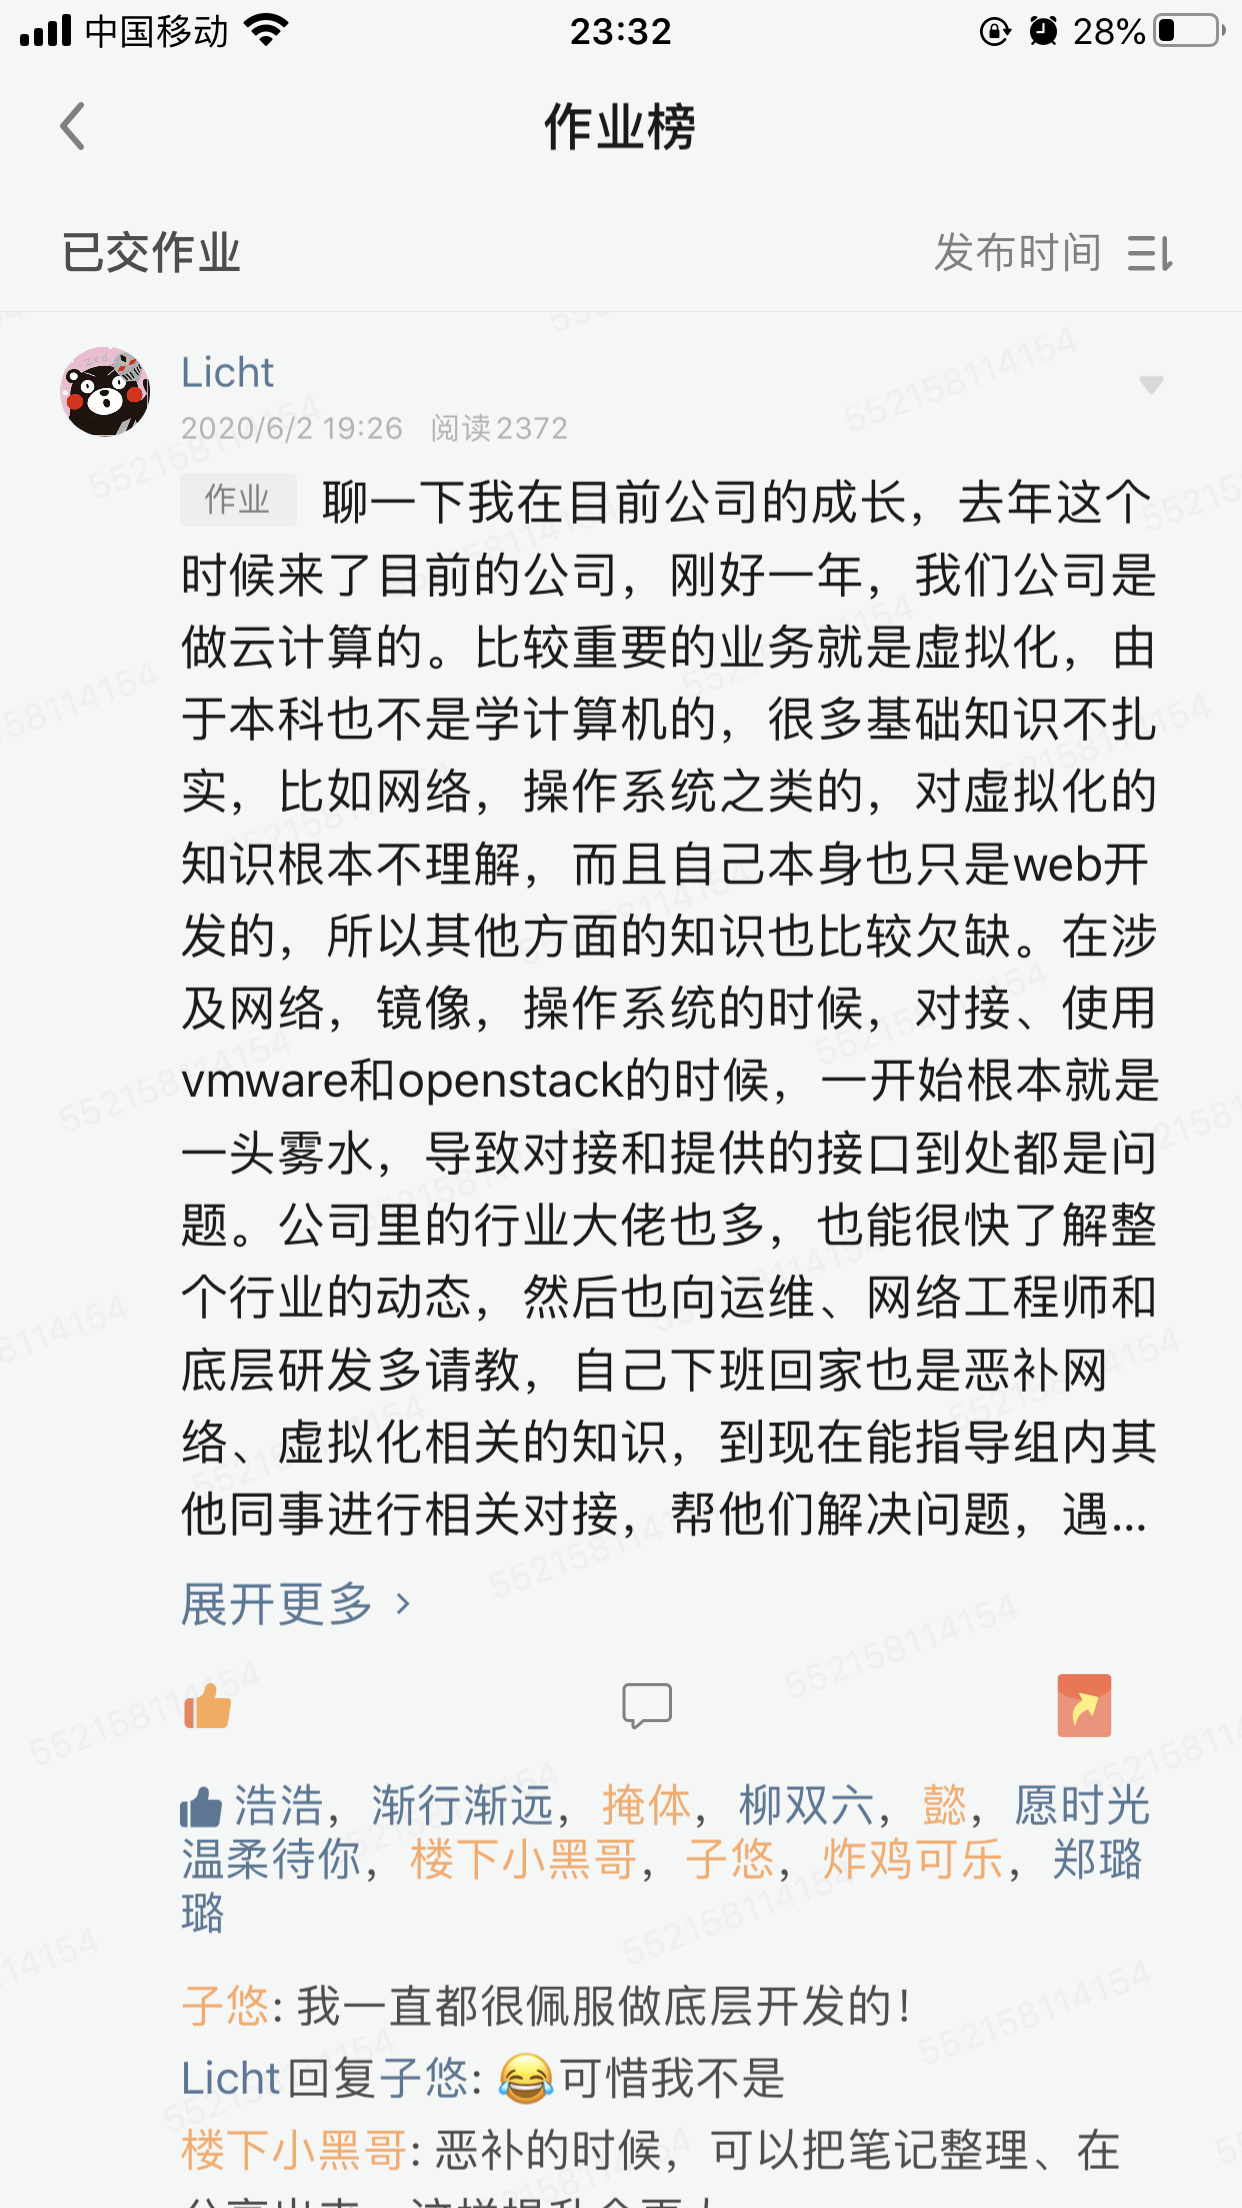 中国移动
23:32
28%
作业榜
已交作业
发布时间
Licht
2020/6/2 19:26 阅读2372
作业 聊一下我在目前公司的成长，去年这个
时候来了目前的公司，刚好一年，我们公司是
做云计算的。比较重要的业务就是虚拟化，由
于本科也不是学计算机的，很多基础知识不扎
实，比如网络，操作系统之类的，对虚拟化的
知识根本不理解，而且自己本身也只是web开
发的，所以其他方面的知识也比较欠缺。在涉
及网络，镜像，操作系统的时候，对接、使用
vmware和openstack的时候，一开始根本就是
一头雾水，导致对接和提供的接口到处都是问
题。公司里的行业大佬也多，也能很快了解整
个行业的动态，然后也向运维、网络工程师和
底层研发多请教，自己下班回家也是恶补网
络、虚拟化相关的知识，到现在能指导组内其
他同事进行相关对接，帮他们解决问题，遇...
展开更多
浩浩，渐行渐远，掩体，柳双六，懿，愿时光
温柔待你，楼下小黑哥，子悠，炸鸡可乐，郑璐
璐
子悠: 我一直都很佩服做底层开发的！
Licht回复子悠: 😂可惜我不是
楼下小黑哥: 恶补的时候，可以把笔记整理、在
552158114154